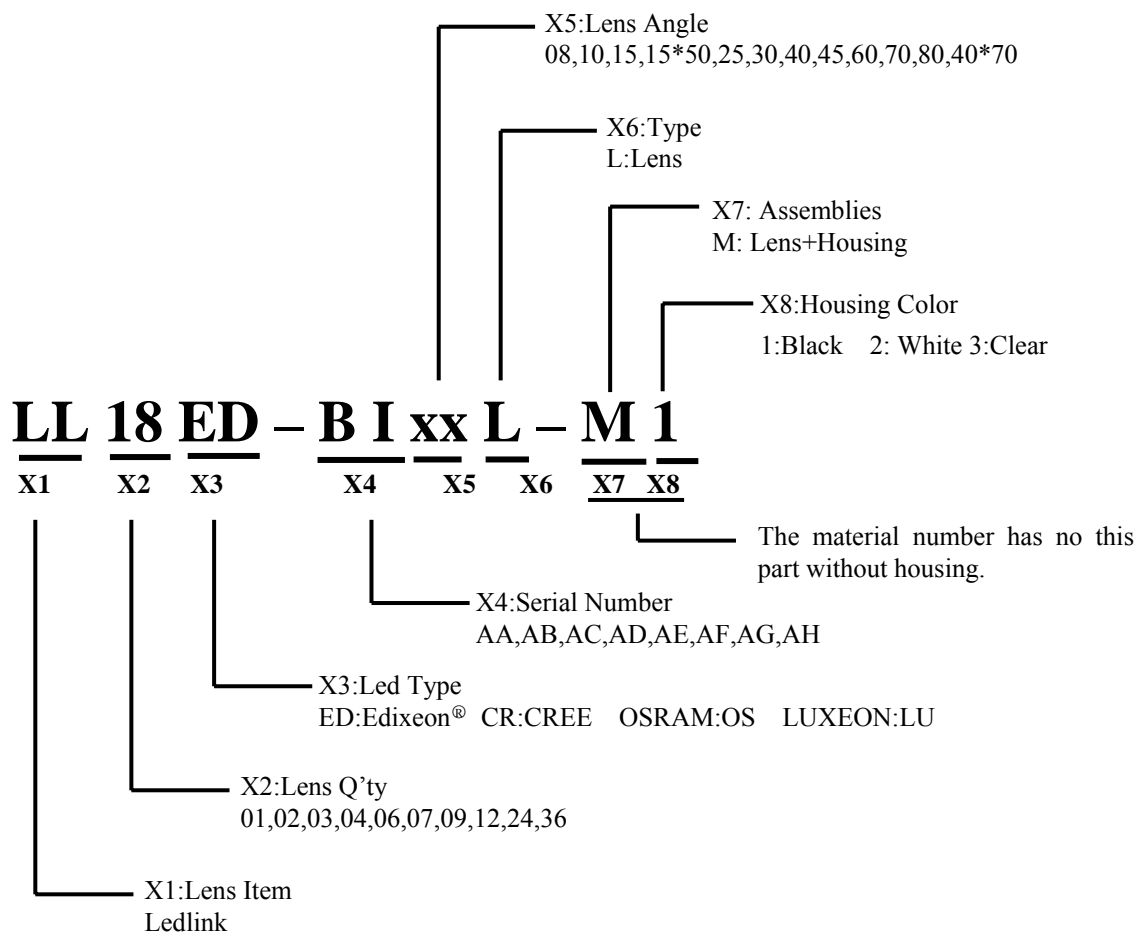 X5:Lens Angle
08,10,15,15*50,25,30,40,45,60,70,80,40*70
X6:Type
L:Lens
X7: Assemblies
M: Lens+Housing
X8:Housing Color
1:Black 2: White 3:Clear
LL 18 ED – B I xx L – M 1
X1 X2 X3 X4 X5 X6 X7 X8
The material number has no this
part without housing.
X4:Serial Number
AA,AB,AC,AD,AE,AF,AG,AH
X3:Led Type
ED:Edixeon® CR:CREE OSRAM:OS LUXEON:LU
X2:Lens Q’ty
01,02,03,04,06,07,09,12,24,36
X1:Lens Item
Ledlink